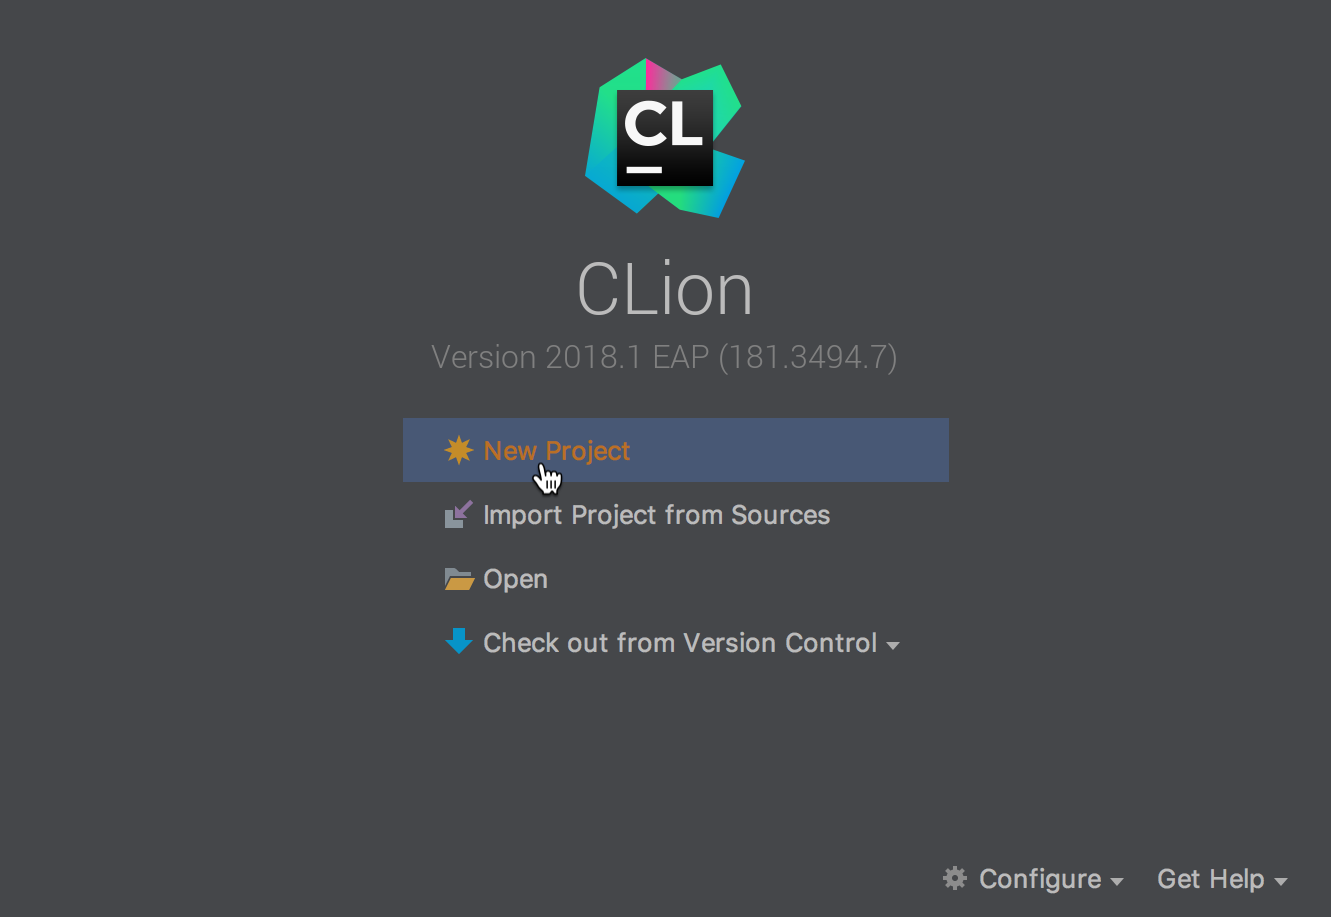 CL
CLion
Version 2018.1 EAP (181.3494.7)
New Project
Import Project from Sources
Open
Check out from Version Control
Configure Get Help